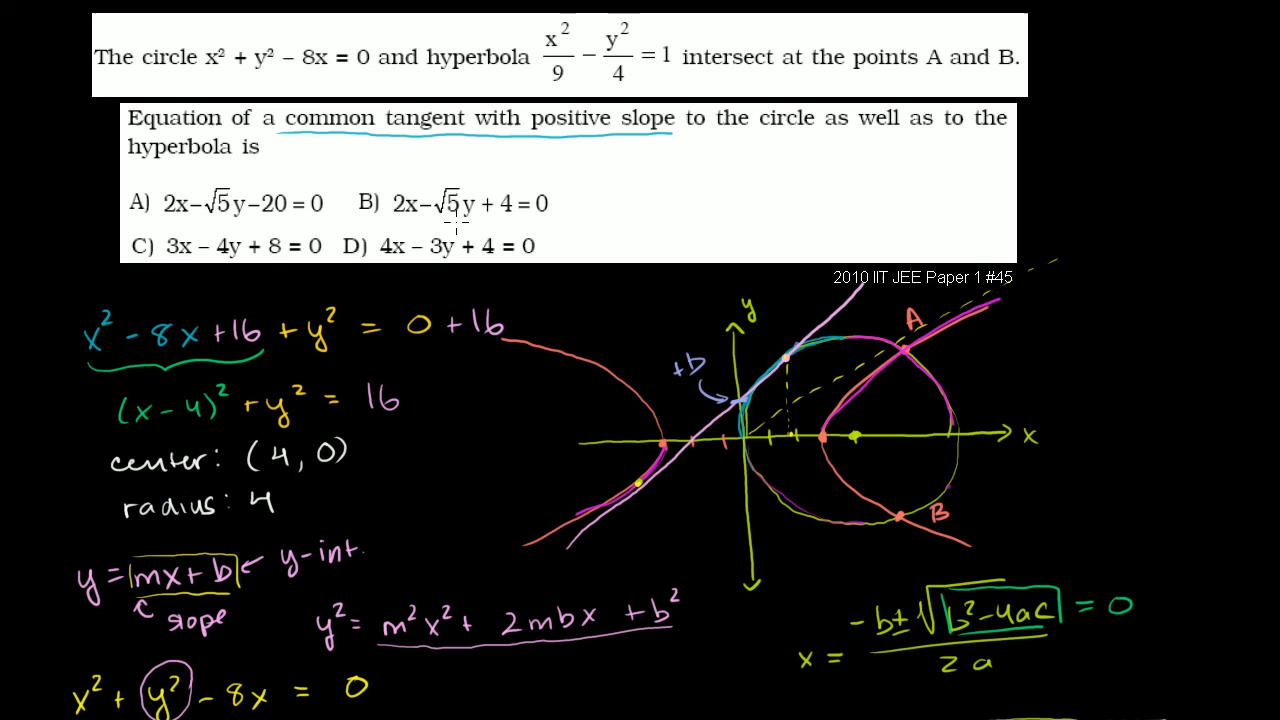 The circle x² + y² – 8x = 0 and hyperbola x²/9 − y²/4 = 1 intersect at the points A and B.
Equation of a common tangent with positive slope to the circle as well as to the
hyperbola is
A) 2x−√5y−20 = 0 B) 2x−√5y + 4 = 0
C) 3x – 4y + 8 = 0 D) 4x – 3y + 4 = 0
2010 IIT JEE Paper 1 #45
x² - 8x + 16 + y² = 0 + 16
(x - 4)² + y² = 16
center: (4, 0)
radius: 4
y = mx + b ← y-int.
slope
y² = m²x² + 2mbx + b²
x² + y² - 8x = 0
y
A
+b
x
B
x = (-b ± √(b² - 4ac))/2a = 0